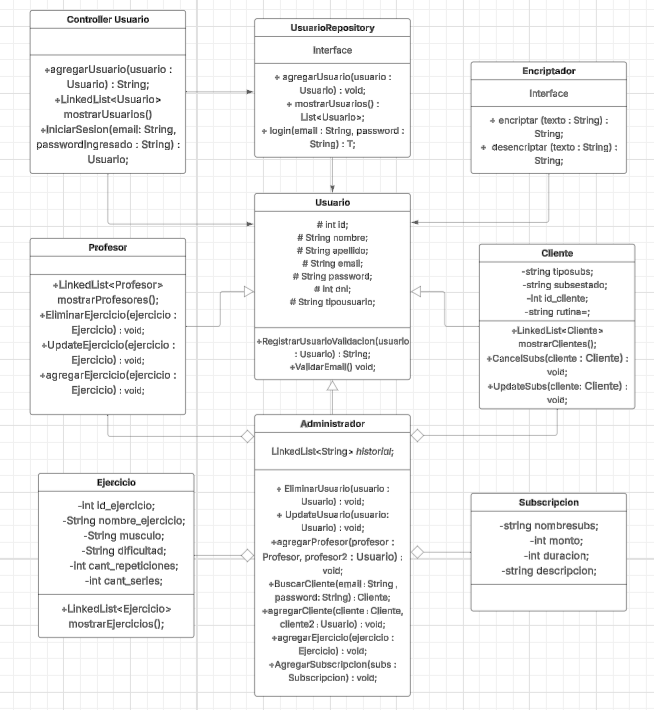 Controller Usuario
+agregarUsuario(usuario :
Usuario) : String;
+LinkedList<Usuario>
mostrarUsuarios()
+IniciarSesion(email: String,
passwordIngresado : String) :
Usuario;
UsuarioRepository
Interface
+ agregarUsuario(usuario :
Usuario) : void;
+ mostrarUsuarios() :
List<Usuario>;
+ login(email : String, password :
String) : T;
Encriptador
Interface
+ encriptar (texto : String) :
String;
+ desencriptar (texto : String) :
String;
Usuario
# int id;
# String nombre;
# String apellido;
# String email;
# String password;
# int dni;
# String tipousuario;
+RegistrarUsuarioValidacion(usuario
: Usuario) : String;
+ValidarEmail() void;
Profesor
+LinkedList<Profesor>
mostrarProfesores();
+EliminarEjercicio(ejercicio :
Ejercicio) : void;
+UpdateEjercicio(ejercicio :
Ejercicio) : void;
+agregarEjercicio(ejercicio :
Ejercicio) : void;
Cliente
-string tiposubs;
-string subsestado;
-int id_cliente;
-string rutina=;
+LinkedList<Cliente>
mostrarClientes();
+CancelSubs(cliente : Cliente) :
void;
+UpdateSubs(cliente: Cliente) :
void;
Administrador
LinkedList<String> historial;
+ EliminarUsuario(usuario :
Usuario) : void;
+ UpdateUsuario(usuario:
Usuario) : void;
+agregarProfesor(profesor :
Profesor, profesor2 : Usuario) :
void;
+BuscarCliente(email : String ,
password: String) : Cliente;
+agregarCliente(cliente : Cliente,
cliente2 : Usuario) : void;
+agregarEjercicio(ejercicio :
Ejercicio) : void;
+AgregarSubscripcion(subs :
Subscripcion) : void;
Ejercicio
-int id_ejercicio;
-String nombre_ejercicio;
-String musculo;
-String dificultad;
-int cant_repeticiones;
-int cant_series;
+LinkedList<Ejercicio>
mostrarEjercicios();
Subscripcion
-string nombresubs;
-int monto;
-int duracion;
-string descripcion;